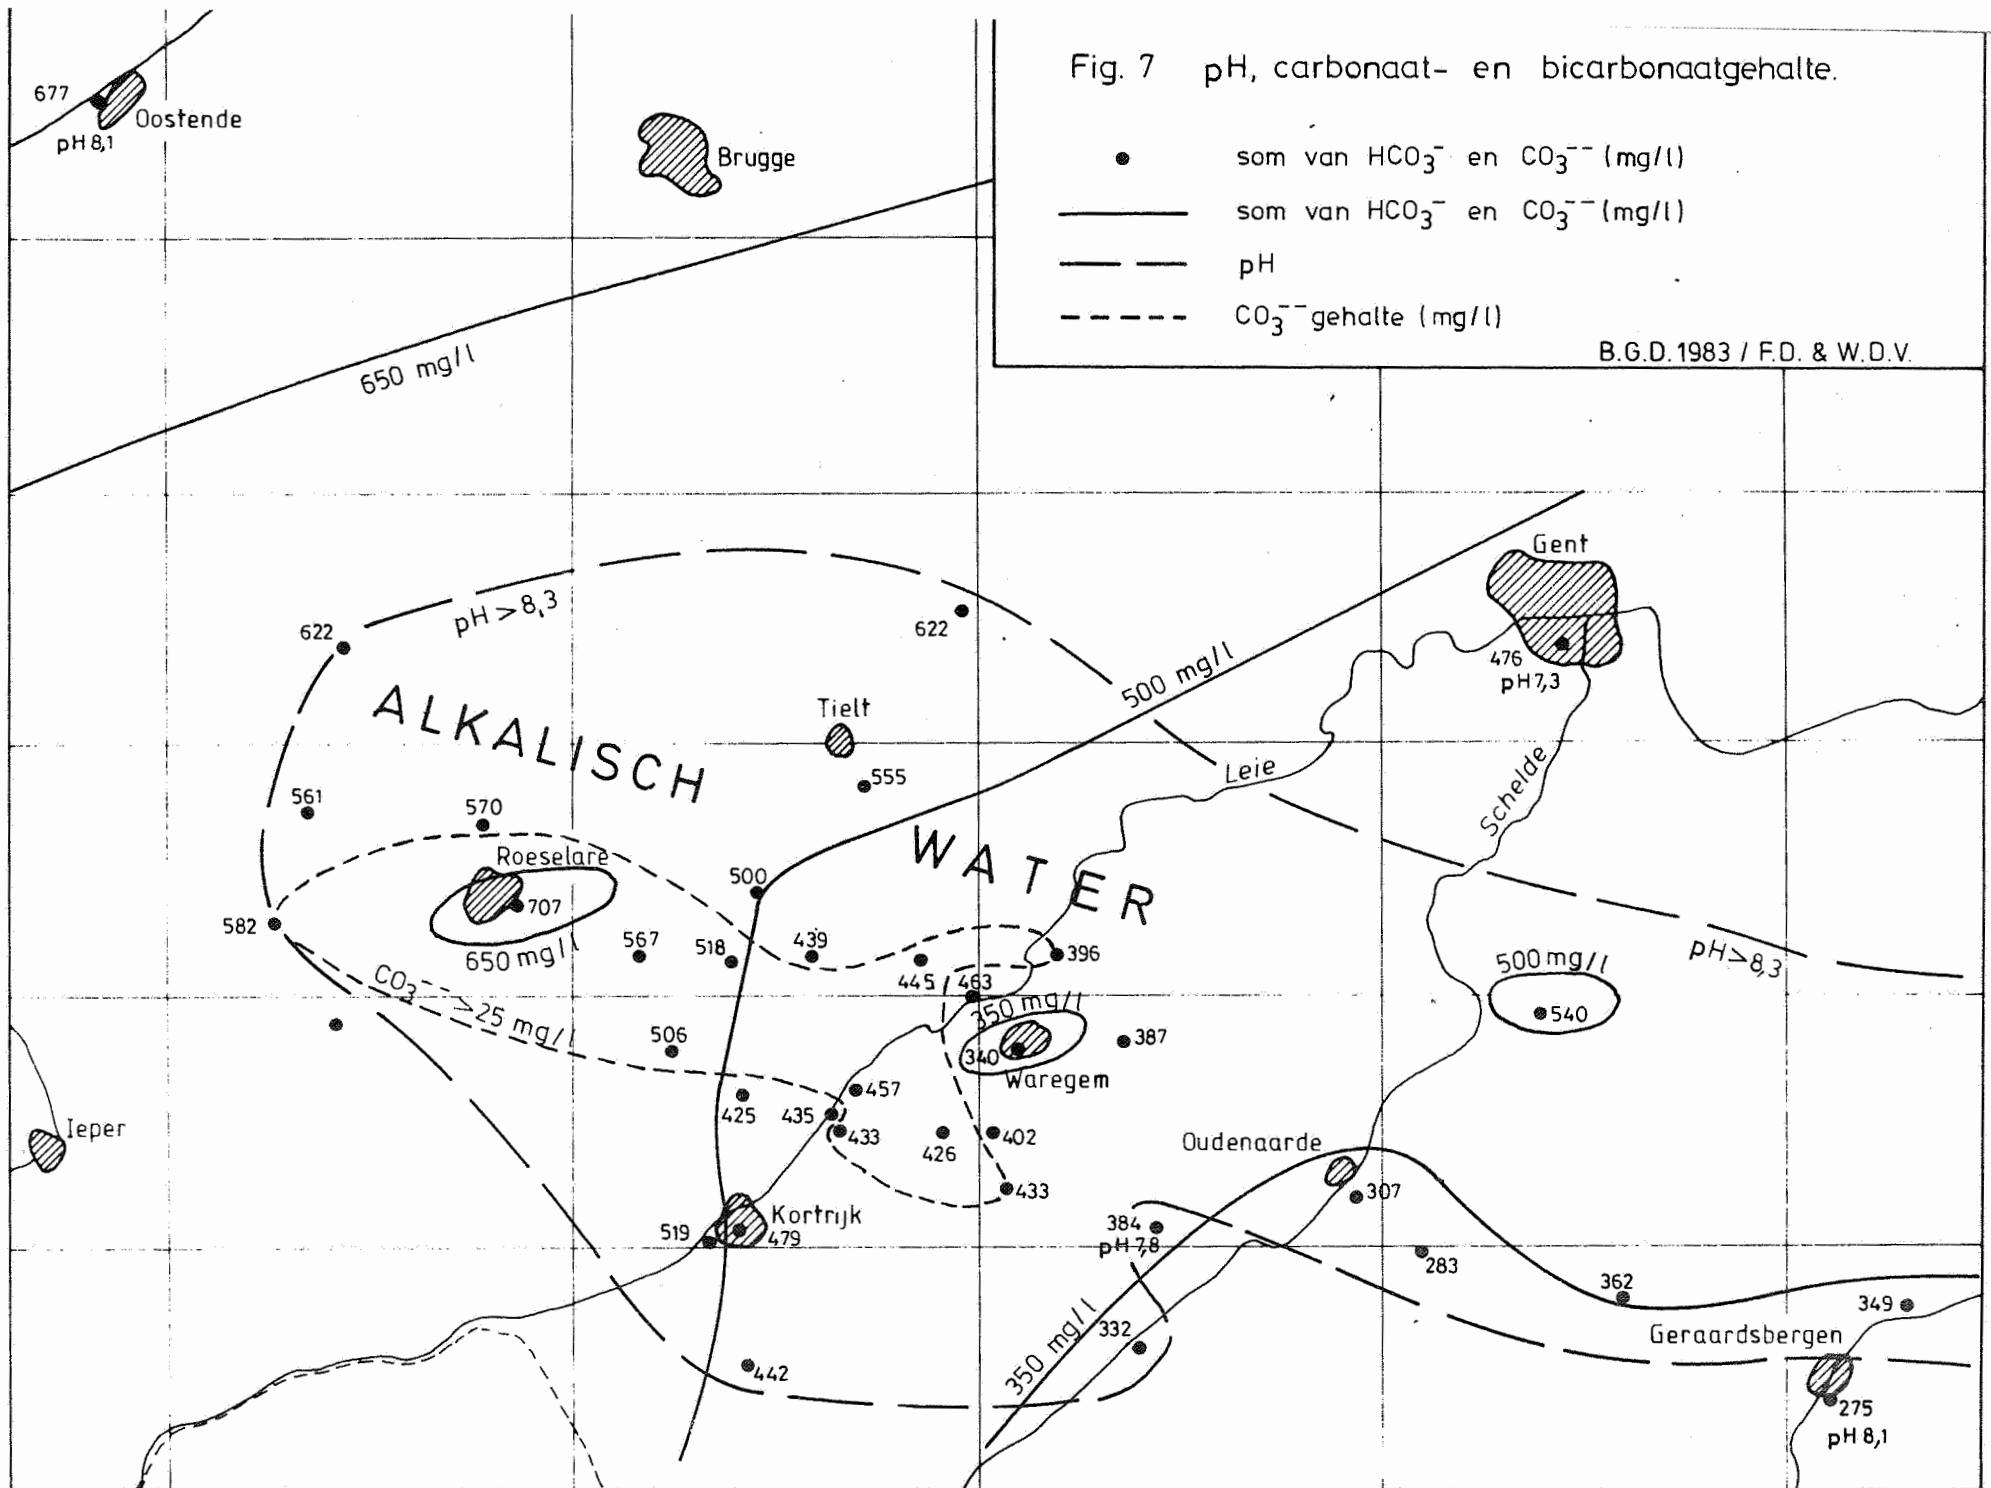 Fig. 7 pH, carbonaat- en bicarbonaatgehalte.
som van HCO₃⁻ en CO₃⁻⁻ (mg/l)
som van HCO₃⁻ en CO₃⁻⁻ (mg/l)
pH
CO₃⁻⁻ gehalte (mg/l)
B.G.D. 1983 / F.D. & W.D.V.
677
Oostende
pH 8,1
Brugge
650 mg/l
Gent
pH > 8,3
622
622
476
pH 7,3
500 mg/l
ALKALISCH
Tielt
Leie
Schelde
555
561
570
WATER
Roeselare
500
707
582
567
518
439
396
pH > 8,3
650 mg/l
445
463
500 mg/l
CO₃⁻⁻ > 25 mg/l
350 mg/l
540
506
387
340
Waregem
457
425
435
Ieper
433
426
402
Oudenaarde
433
307
Kortrijk
519
479
384
pH 7,8
283
362
349
332
350 mg/l
Geraardsbergen
442
275
pH 8,1